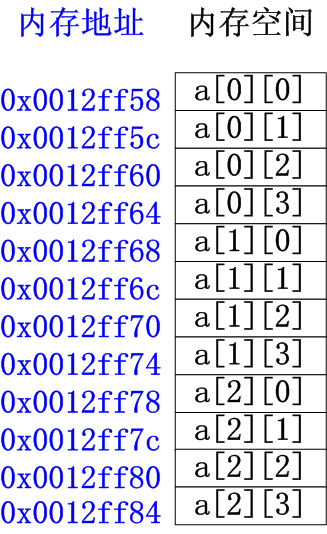 内存地址 内存空间
0x0012ff58 a[0][0]
0x0012ff5c a[0][1]
0x0012ff60 a[0][2]
0x0012ff64 a[0][3]
0x0012ff68 a[1][0]
0x0012ff6c a[1][1]
0x0012ff70 a[1][2]
0x0012ff74 a[1][3]
0x0012ff78 a[2][0]
0x0012ff7c a[2][1]
0x0012ff80 a[2][2]
0x0012ff84 a[2][3]